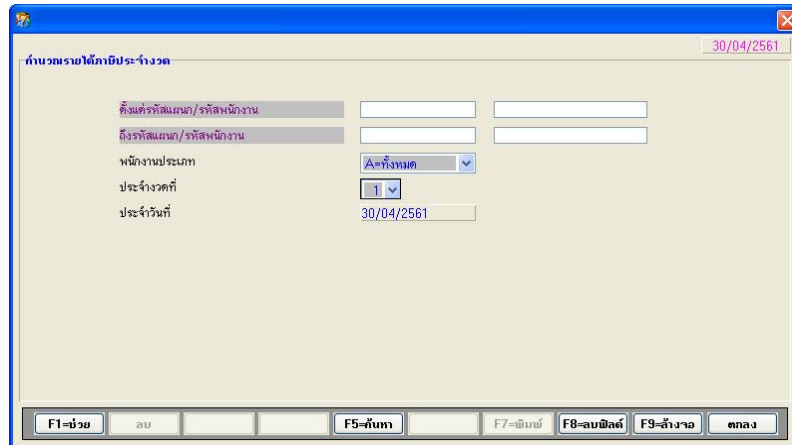 30/04/2561
คำนวณรายได้ภาษีประจำงวด
ตั้งแต่รหัสแผนก/รหัสพนักงาน
ถึงรหัสแผนก/รหัสพนักงาน
พนักงานประเภท A=ทั้งหมด
ประจำงวดที่ 1
ประจำวันที่ 30/04/2561
F1=ช่วย ลบ F5=ค้นหา F7=พิมพ์ F8=ลบฟิลด์ F9=ล้างจอ ตกลง